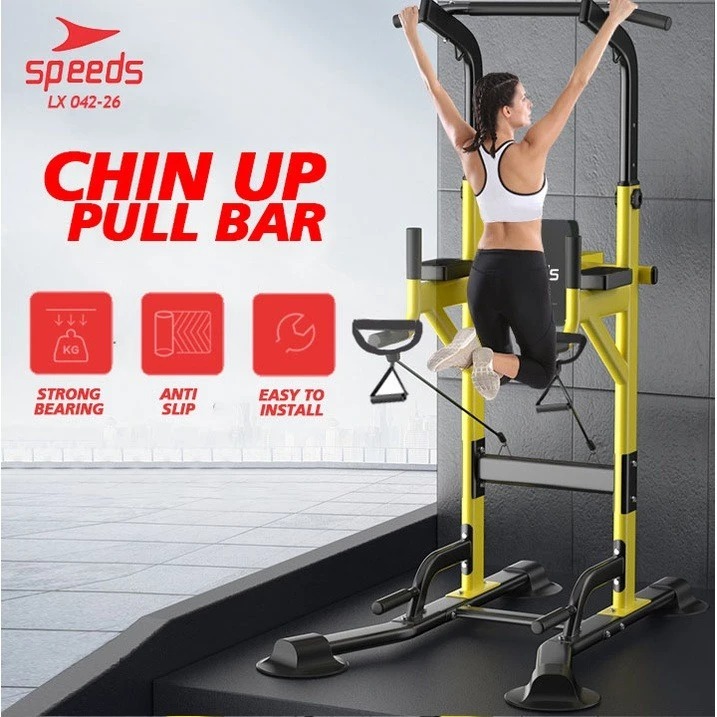 speeds
LX 042-26
CHIN UP
PULL BAR
KG
STRONG
BEARING
ANTI
SLIP
EASY TO
INSTALL